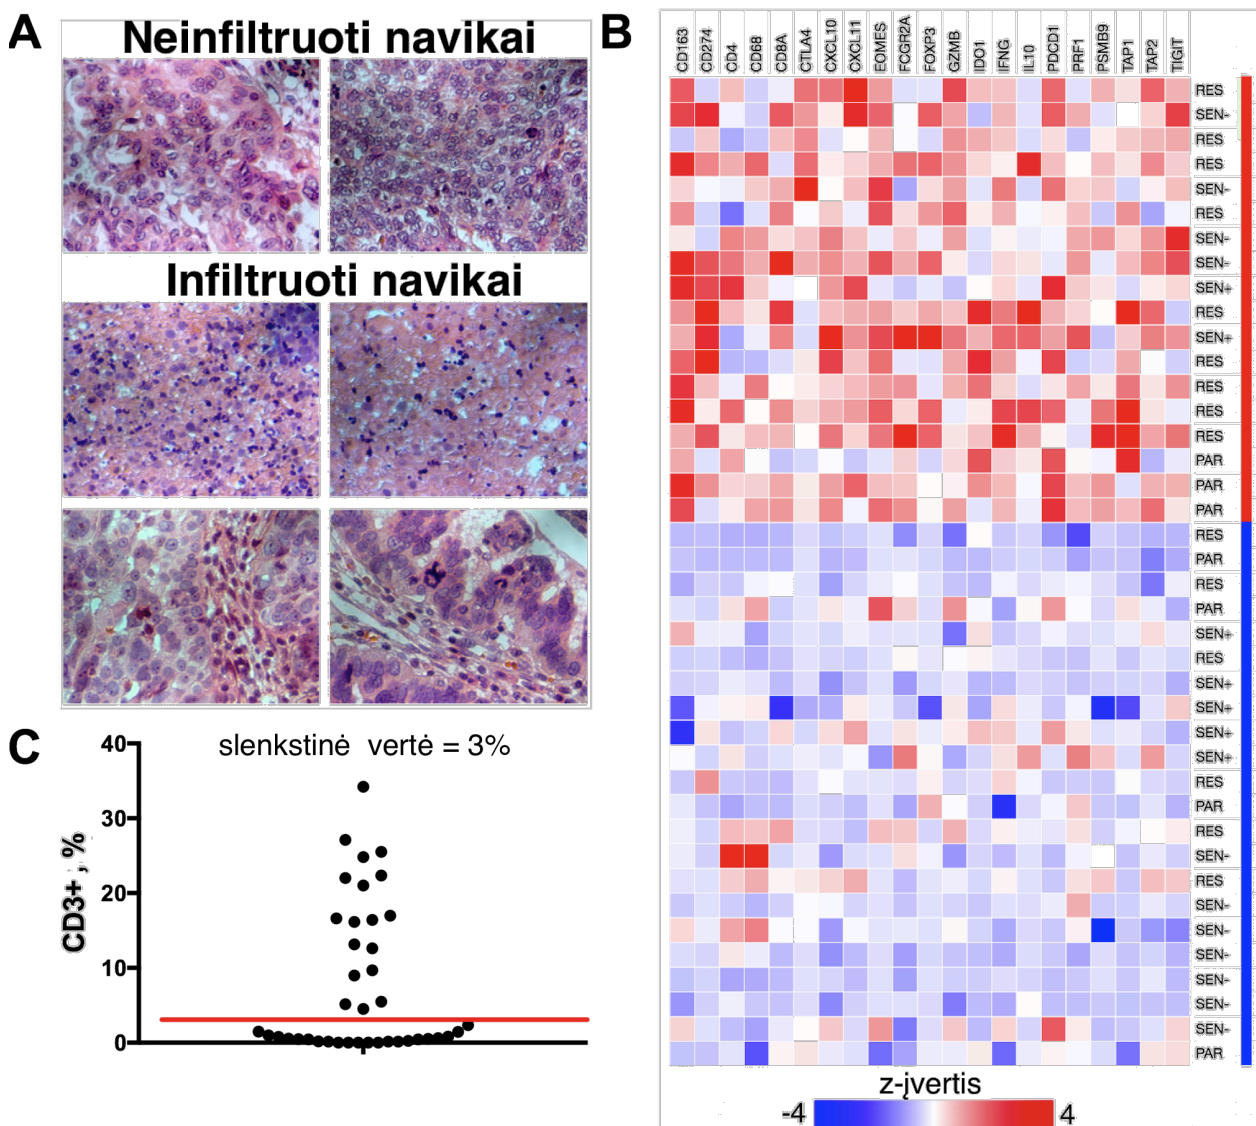 A
Neinfiltruoti navikai
Infiltruoti navikai
B
CD163 CD274 CD4 CD68 CD8A CTLA4 CXCL10 CXCL11 EOMES FCGR2A FOXP3 GZMB IDO1 IFNG IL10 PDCD1 PRF1 PSMB9 TAP1 TAP2 TIGIT
RES
SEN-
RES
RES
SEN-
RES
SEN-
SEN-
SEN+
RES
SEN+
RES
RES
RES
RES
PAR
PAR
PAR
RES
PAR
RES
PAR
SEN+
RES
SEN+
SEN+
SEN+
SEN+
RES
PAR
RES
SEN-
RES
SEN-
SEN-
SEN-
SEN-
SEN-
SEN-
PAR
z-įvertis
-4 4
C
slenkstinė vertė = 3%
CD3+, %
40
30
20
10
0